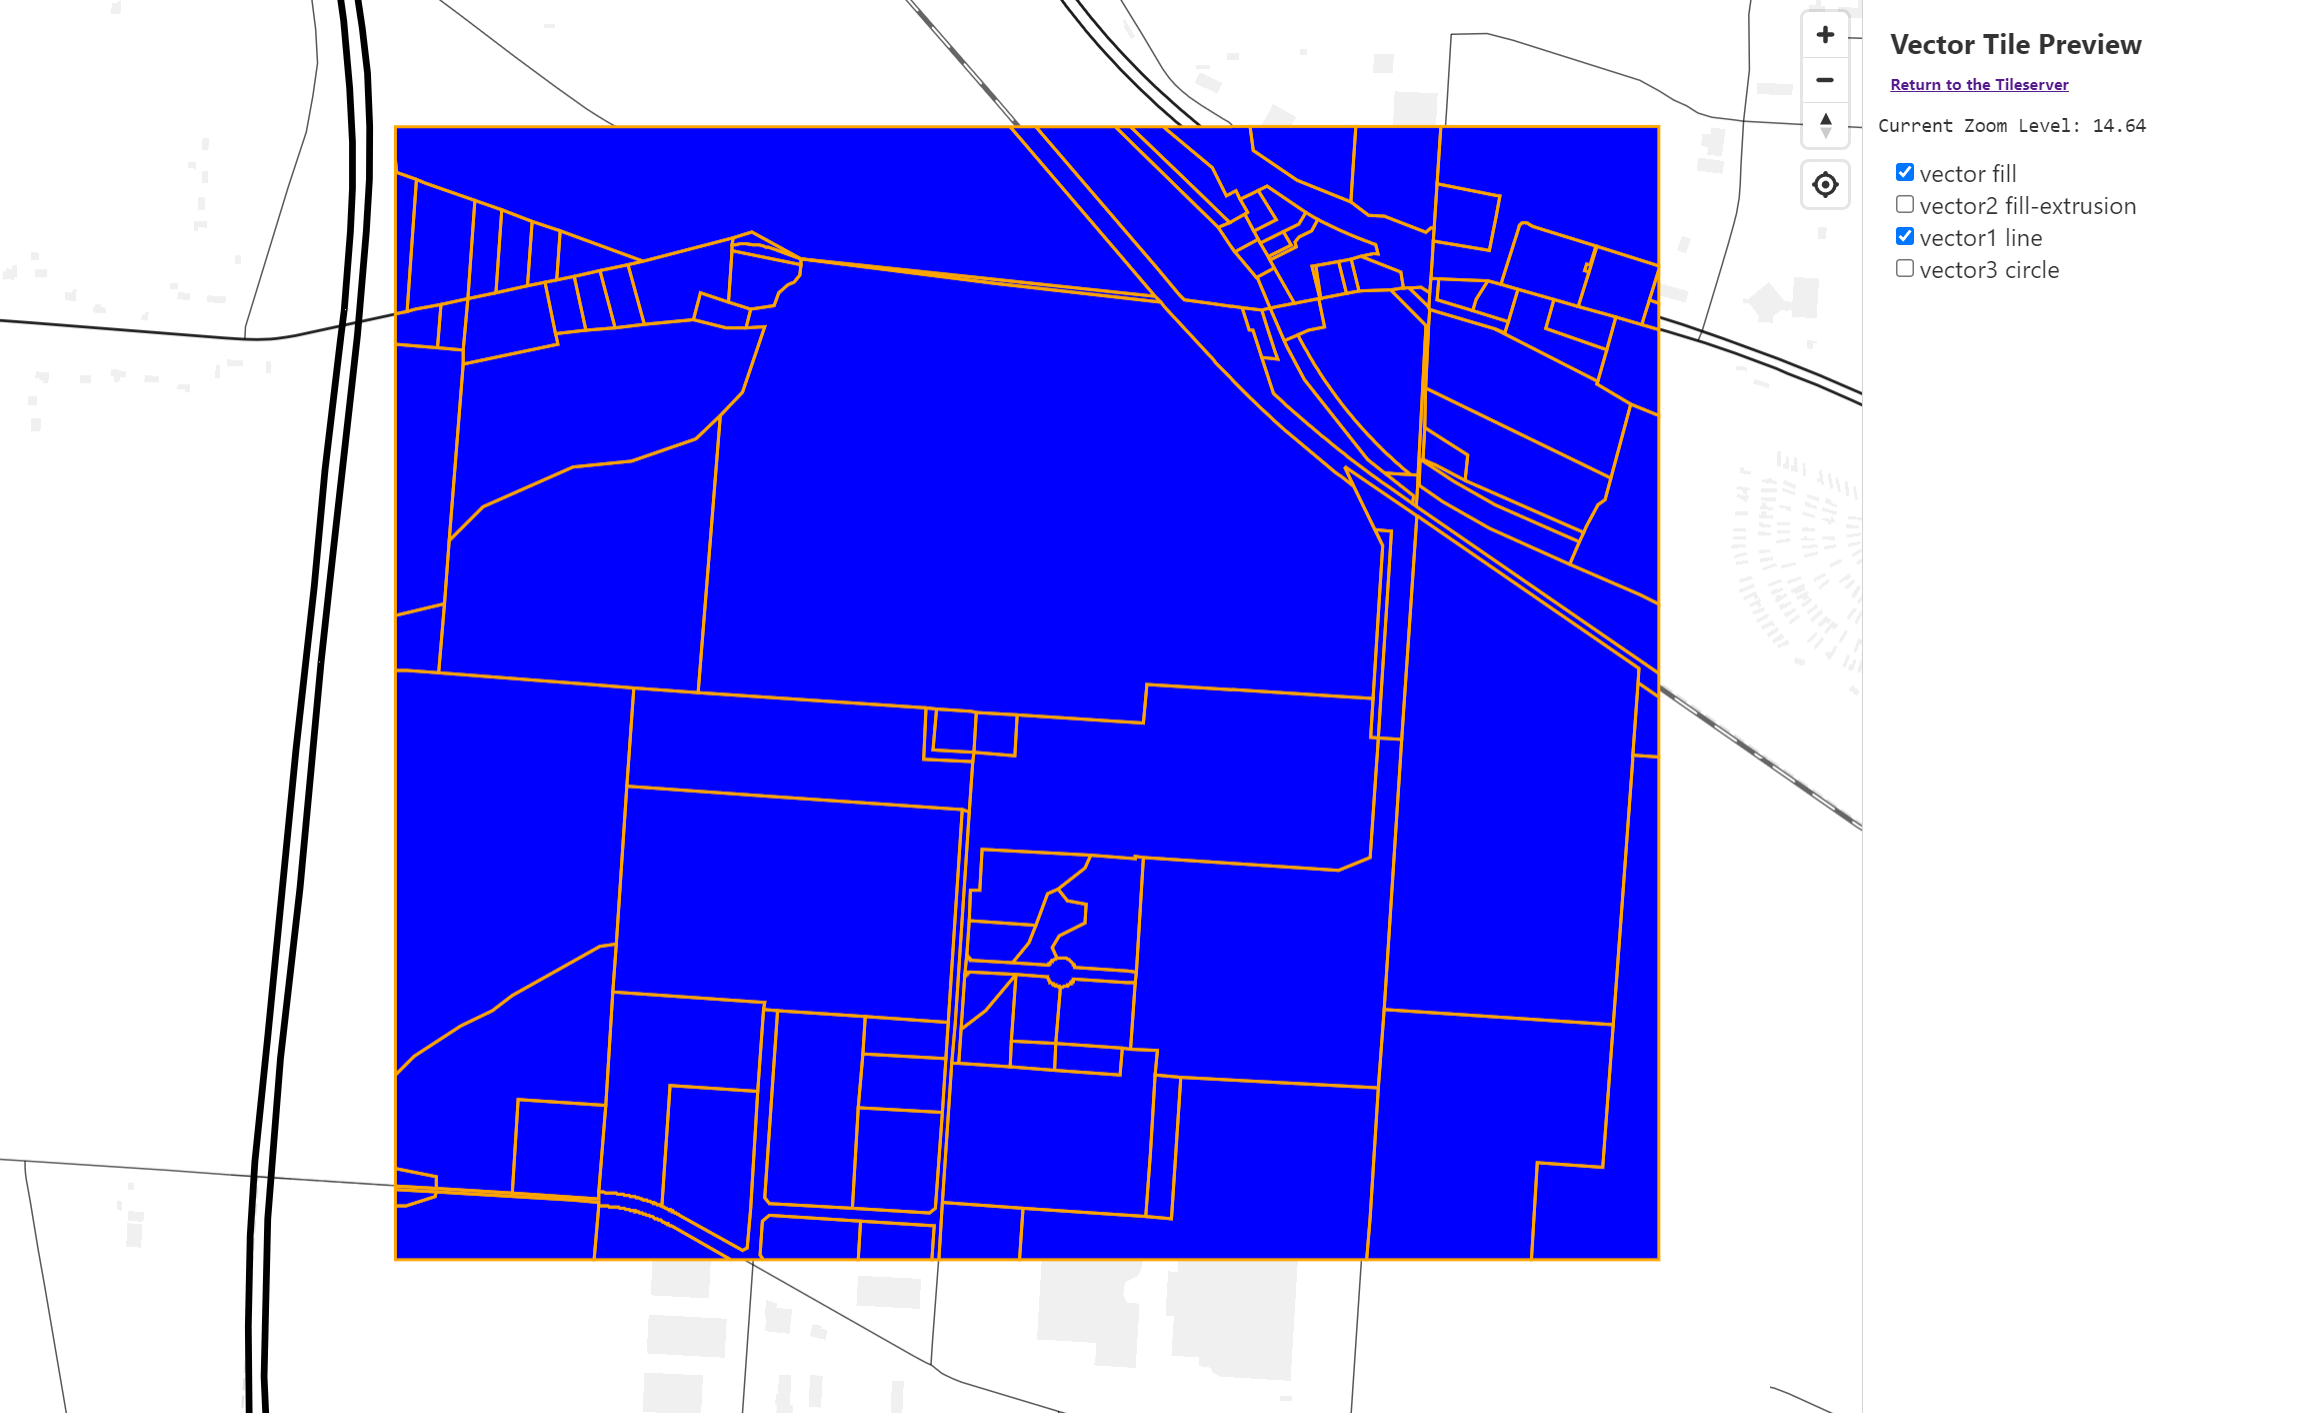 Vector Tile Preview
Return to the Tileserver
Current Zoom Level: 14.64
vector fill
vector2 fill-extrusion
vector1 line
vector3 circle